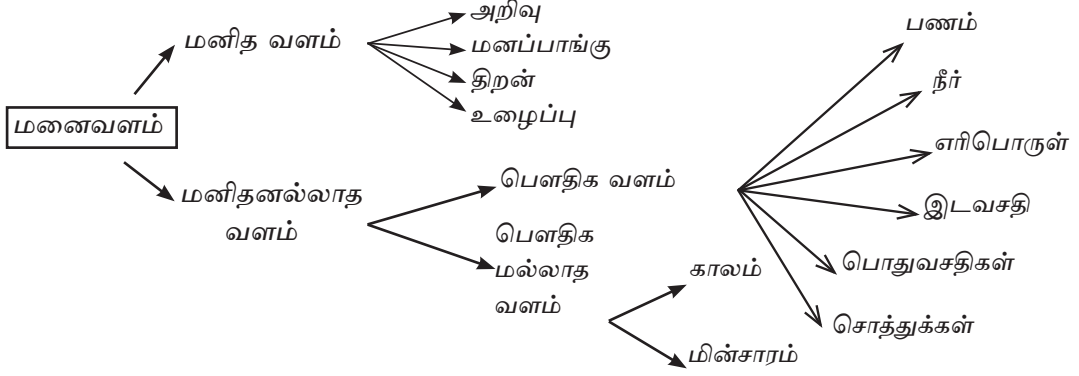 மனைவளம்
மனித வளம்
அறிவு
மனப்பாங்கு
திறன்
உழைப்பு
மனிதனல்லாத
வளம்
பௌதிக வளம்
பௌதிக
மல்லாத
வளம்
காலம்
மின்சாரம்
பணம்
நீர்
எரிபொருள்
இடவசதி
பொதுவசதிகள்
சொத்துக்கள்